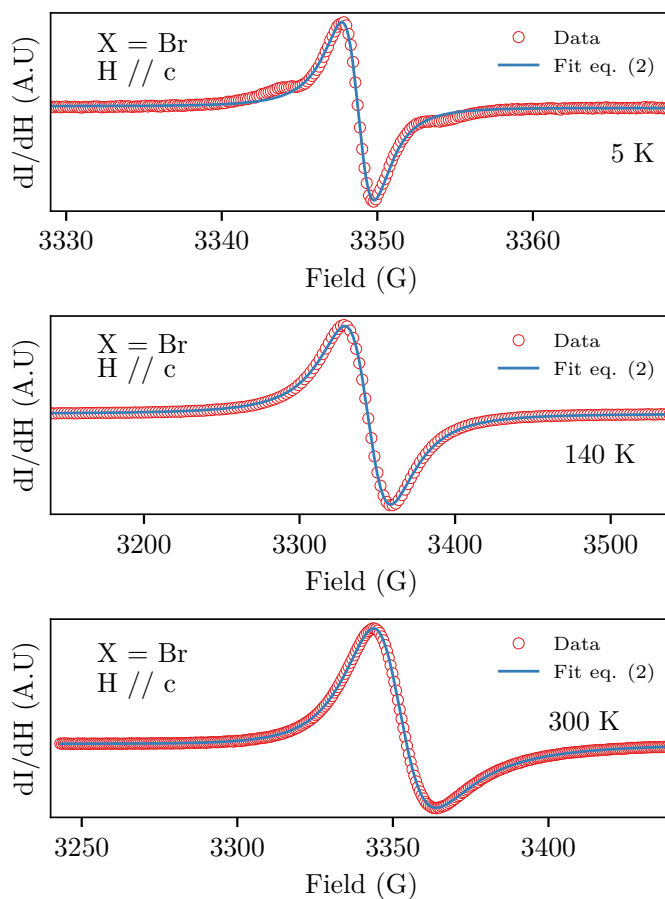 X = Br
H // c
Data
Fit eq. (2)
5 K
dI/dH (A.U)
3330 3340 3350 3360
Field (G)
X = Br
H // c
Data
Fit eq. (2)
140 K
dI/dH (A.U)
3200 3300 3400 3500
Field (G)
X = Br
H // c
Data
Fit eq. (2)
300 K
dI/dH (A.U)
3250 3300 3350 3400
Field (G)